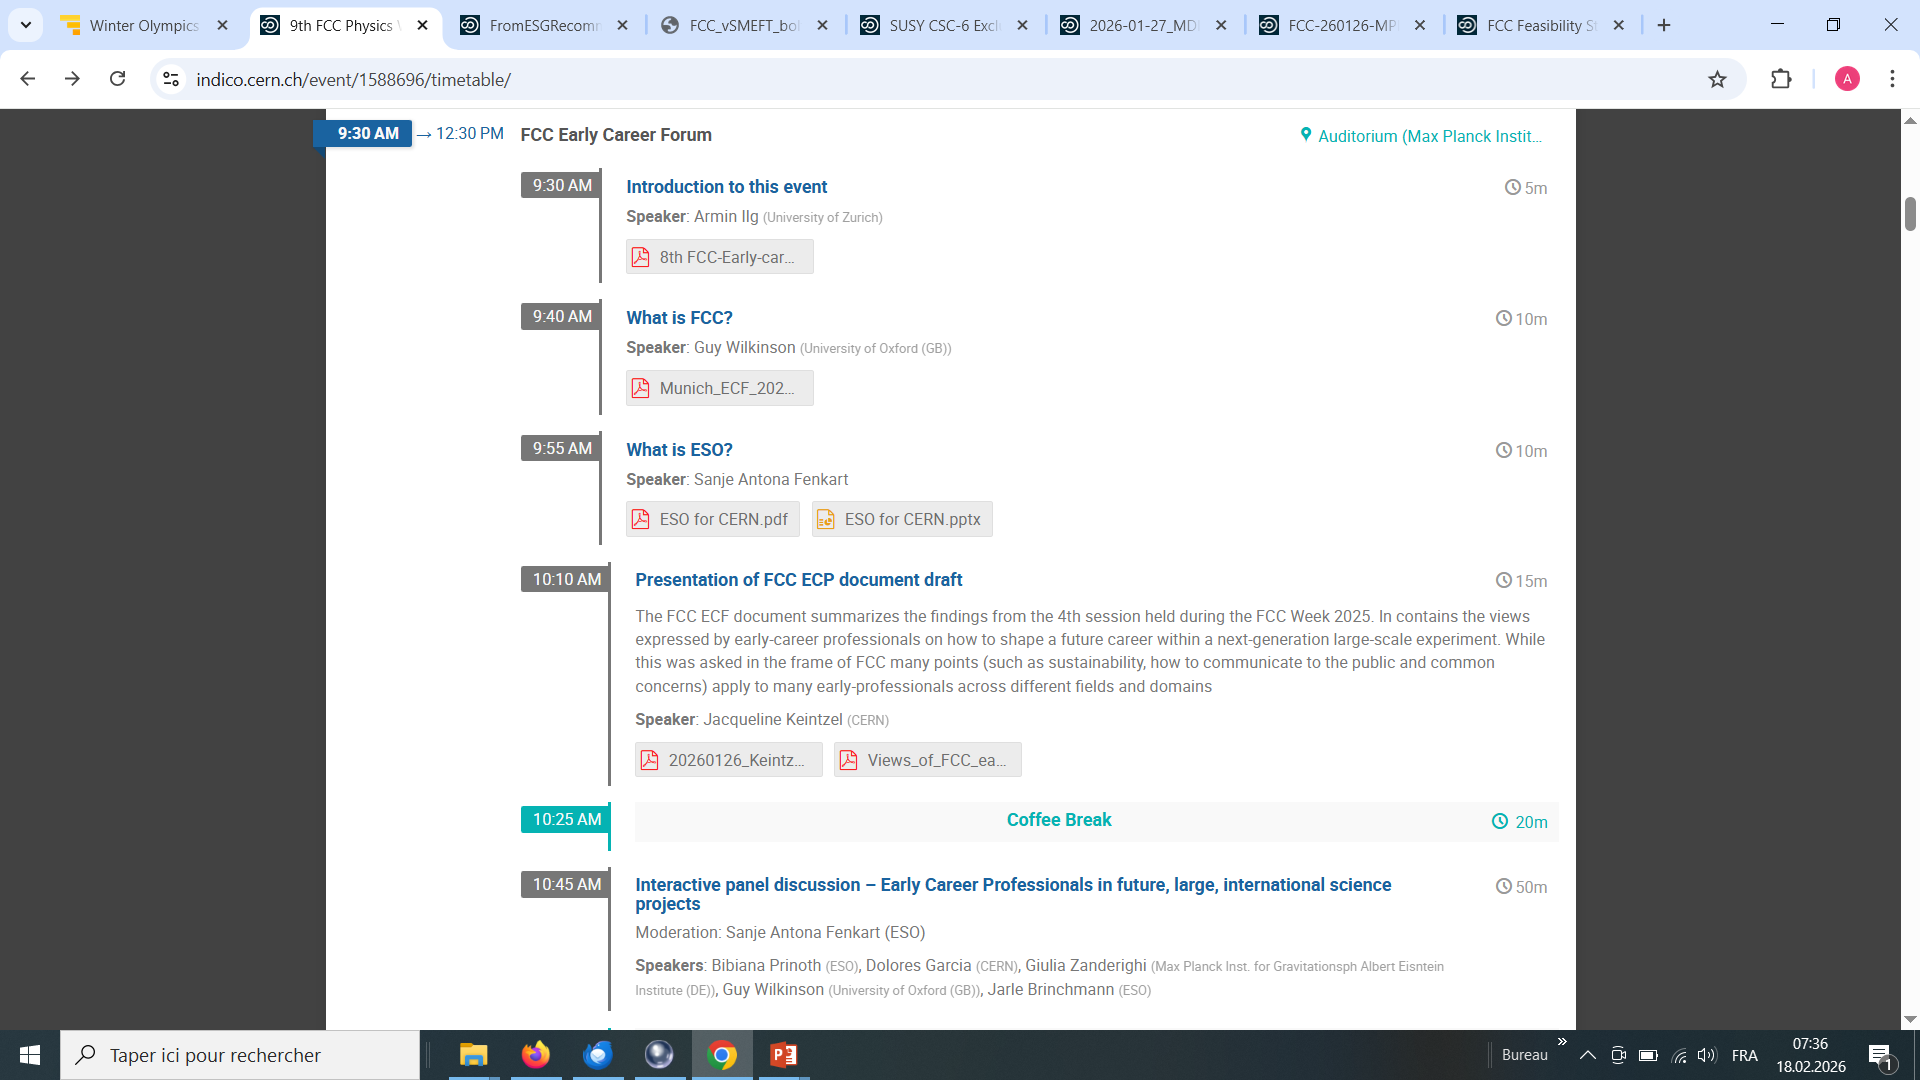 Winter Olympics
9th FCC Physics
FromESGRecomm
FCC_vSMEFT_bol
SUSY CSC-6 Excl
2026-01-27_MDI
FCC-260126-MP
FCC Feasibility St
indico.cern.ch/event/1588696/timetable/
A
9:30 AM → 12:30 PM FCC Early Career Forum Auditorium (Max Planck Instit...
9:30 AM Introduction to this event 5m
Speaker: Armin Ilg (University of Zurich)
8th FCC-Early-car...
9:40 AM What is FCC? 10m
Speaker: Guy Wilkinson (University of Oxford (GB))
Munich_ECF_202...
9:55 AM What is ESO? 10m
Speaker: Sanje Antona Fenkart
ESO for CERN.pdf ESO for CERN.pptx
10:10 AM Presentation of FCC ECP document draft 15m
The FCC ECF document summarizes the findings from the 4th session held during the FCC Week 2025. In contains the views
expressed by early-career professionals on how to shape a future career within a next-generation large-scale experiment. While
this was asked in the frame of FCC many points (such as sustainability, how to communicate to the public and common
concerns) apply to many early-professionals across different fields and domains
Speaker: Jacqueline Keintzel (CERN)
20260126_Keintz... Views_of_FCC_ea...
10:25 AM Coffee Break 20m
10:45 AM Interactive panel discussion – Early Career Professionals in future, large, international science 50m
projects
Moderation: Sanje Antona Fenkart (ESO)
Speakers: Bibiana Prinoth (ESO), Dolores Garcia (CERN), Giulia Zanderighi (Max Planck Inst. for Gravitationsph Albert Eisntein
Institute (DE)), Guy Wilkinson (University of Oxford (GB)), Jarle Brinchmann (ESO)
Taper ici pour rechercher
Bureau
FRA
07:36
18.02.2026
1